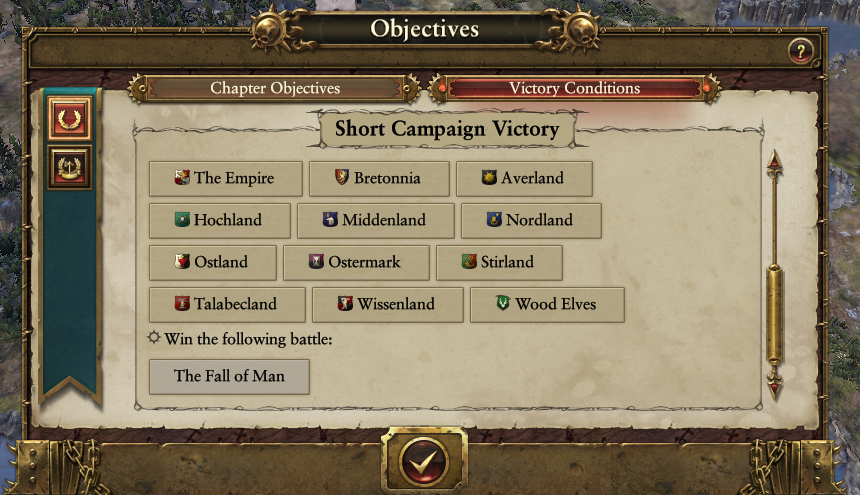 Objectives
?
Chapter Objectives Victory Conditions
Short Campaign Victory
The Empire Bretonnia Averland
Hochland Middenland Nordland
Ostland Ostermark Stirland
Talabecland Wissenland Wood Elves
Win the following battle:
The Fall of Man